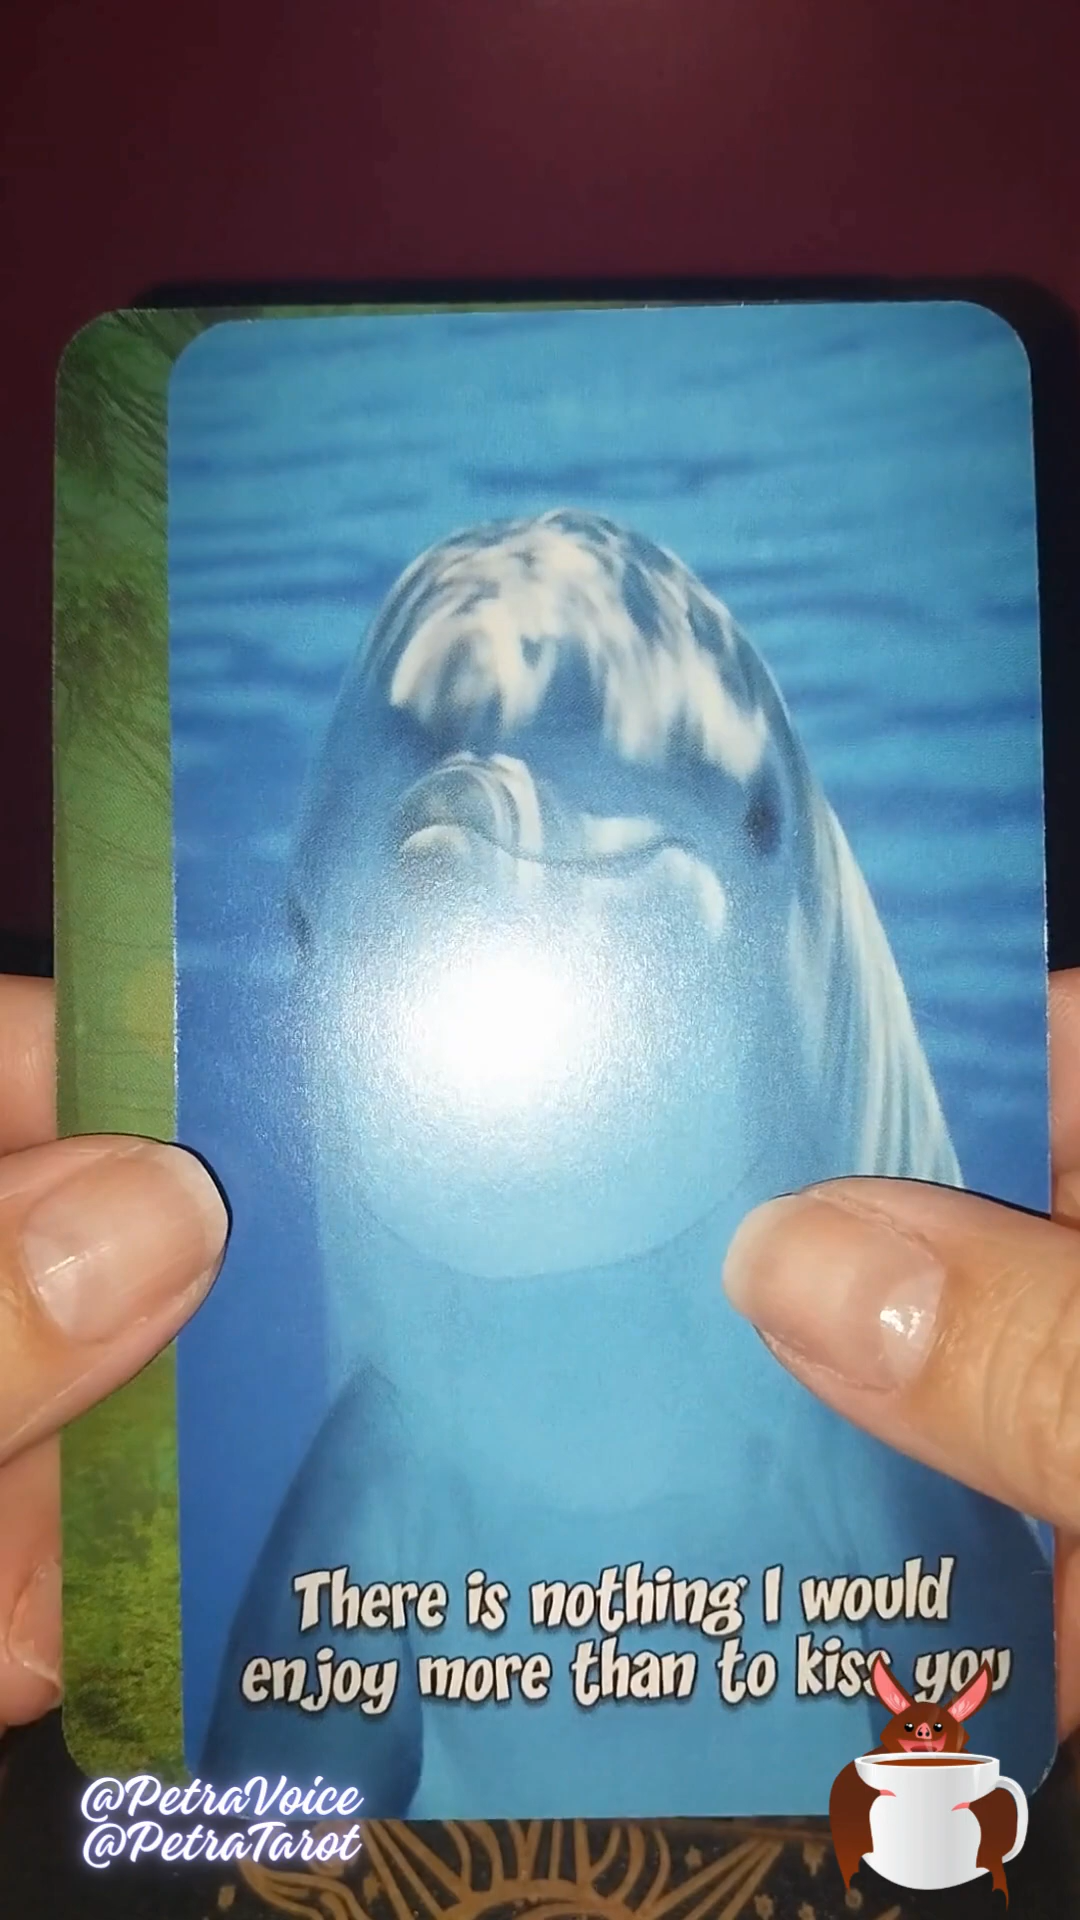 There is nothing I would
enjoy more than to kiss you
@PetraVoice
@PetraTarot